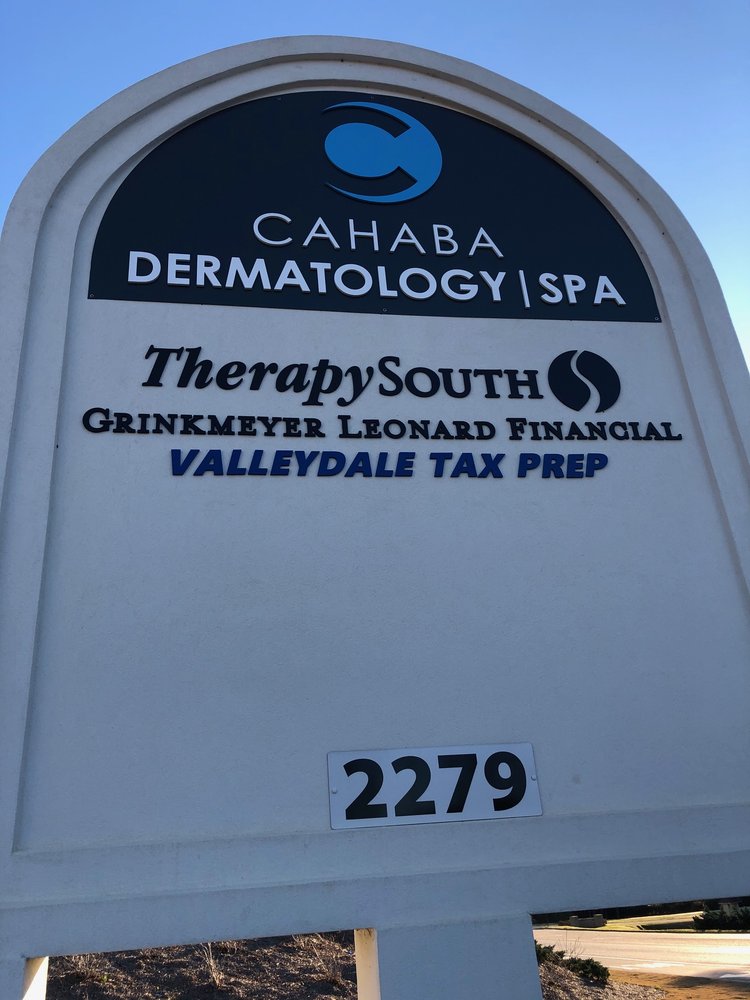 CAHABA
DERMATOLOGY | SPA
TherapySOUTH
GRINKMEYER LEONARD FINANCIAL
VALLEYDALE TAX PREP
2279